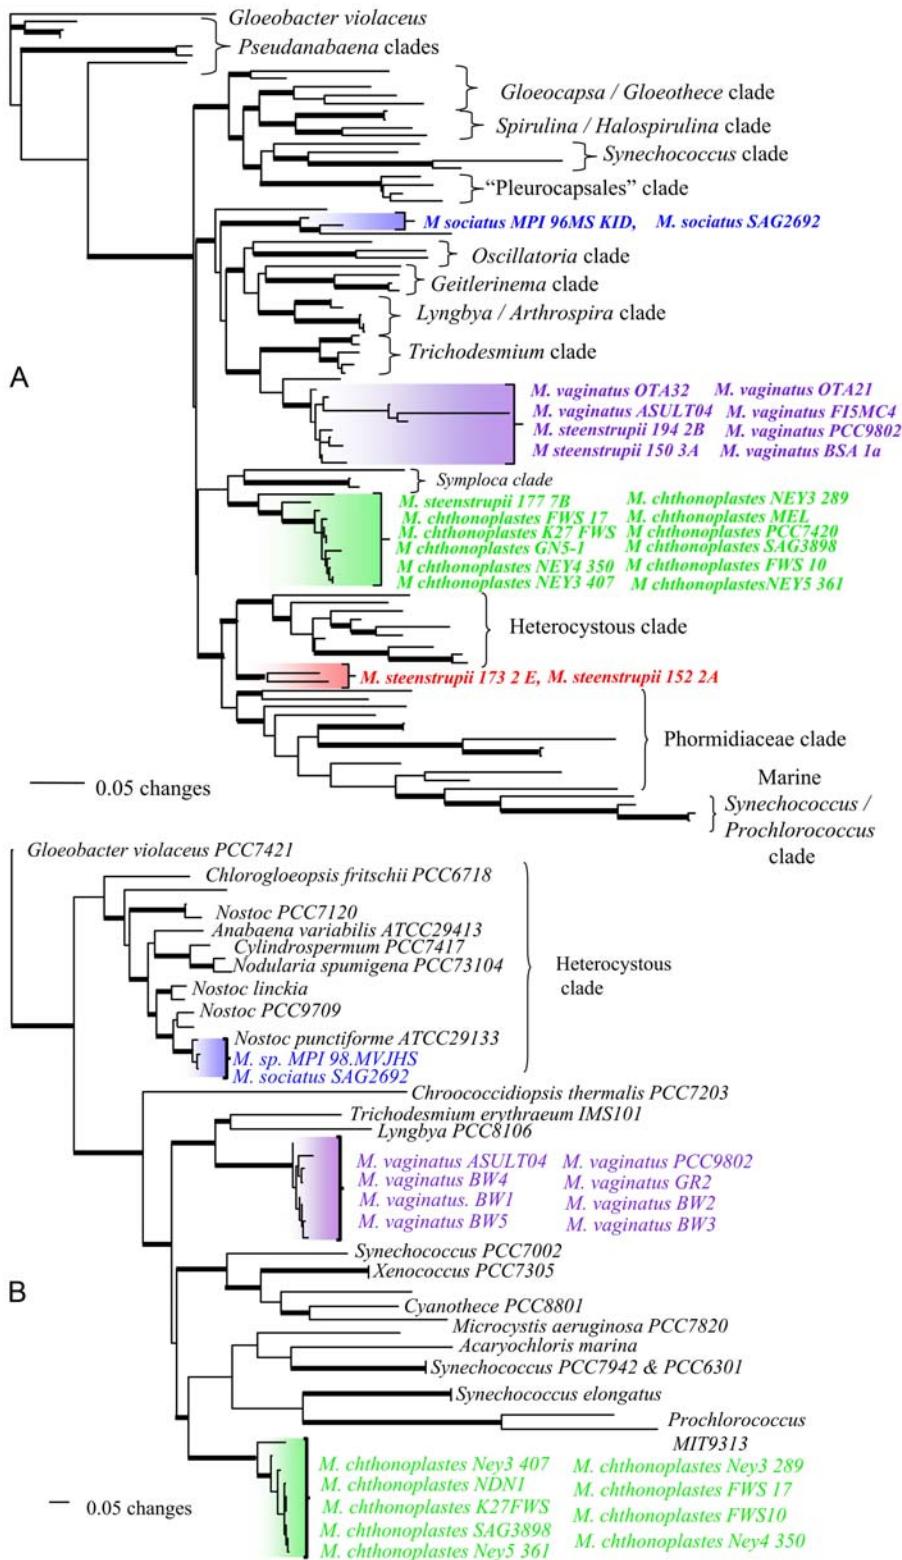 Gloeobacter violaceus
Pseudanabaena clades
Gloeocapsa / Gloeothece clade
Spirulina / Halospirulina clade
Synechococcus clade
“Pleurocapsales” clade
M sociatus MPI 96MS KID, M. sociatus SAG2692
Oscillatoria clade
Geitlerinema clade
Lyngbya / Arthrospira clade
Trichodesmium clade
A
M. vaginatus OTA32 M. vaginatus OTA21
M. vaginatus ASULT04 M. vaginatus FI5MC4
M. steenstrupii 194 2B M. vaginatus PCC9802
M steenstrupii 150 3A M. vaginatus BSA 1a
Symploca clade
M. steenstrupii 177 7B M. chthonoplastes NEY3 289
M. chthonoplastes FWS 17 M. chthonoplastes MEL
M. chthonoplastes K27 FWS M. chthonoplastes PCC7420
M chthonoplastes GN5-1 M. chthonoplastes SAG3898
M chthonoplastes NEY4 350 M. chthonoplastes FWS 10
M chthonoplastes NEY3 407 M chthonoplastesNEY5 361
Heterocystous clade
M. steenstrupii 173 2 E, M. steenstrupii 152 2A
Phormidiaceae clade
0.05 changes
Marine
Synechococcus /
Prochlorococcus
clade
Gloeobacter violaceus PCC7421
Chlorogloeopsis fritschii PCC6718
Nostoc PCC7120
Anabaena variabilis ATCC29413
Cylindrospermum PCC7417
Nodularia spumigena PCC73104
Heterocystous
clade
Nostoc linckia
Nostoc PCC9709
Nostoc punctiforme ATCC29133
M. sp. MPI 98.MVJHS
M. sociatus SAG2692
Chroococcidiopsis thermalis PCC7203
Trichodesmium erythraeum IMS101
Lyngbya PCC8106
M. vaginatus ASULT04 M. vaginatus PCC9802
M. vaginatus BW4 M. vaginatus GR2
M. vaginatus. BW1 M. vaginatus BW2
M. vaginatus BW5 M. vaginatus BW3
Synechococcus PCC7002
Xenococcus PCC7305
B
Cyanothece PCC8801
Microcystis aeruginosa PCC7820
Acaryochloris marina
Synechococcus PCC7942 & PCC6301
Synechococcus elongatus
Prochlorococcus
MIT9313
M. chthonoplastes Ney3 407 M. chthonoplastes Ney3 289
M. chthonoplastes NDN1 M. chthonoplastes FWS 17
M. chthonoplastes K27FWS M. chthonoplastes FWS10
M. chthonoplastes SAG3898 M. chthonoplastes Ney4 350
M. chthonoplastes Ney5 361
0.05 changes